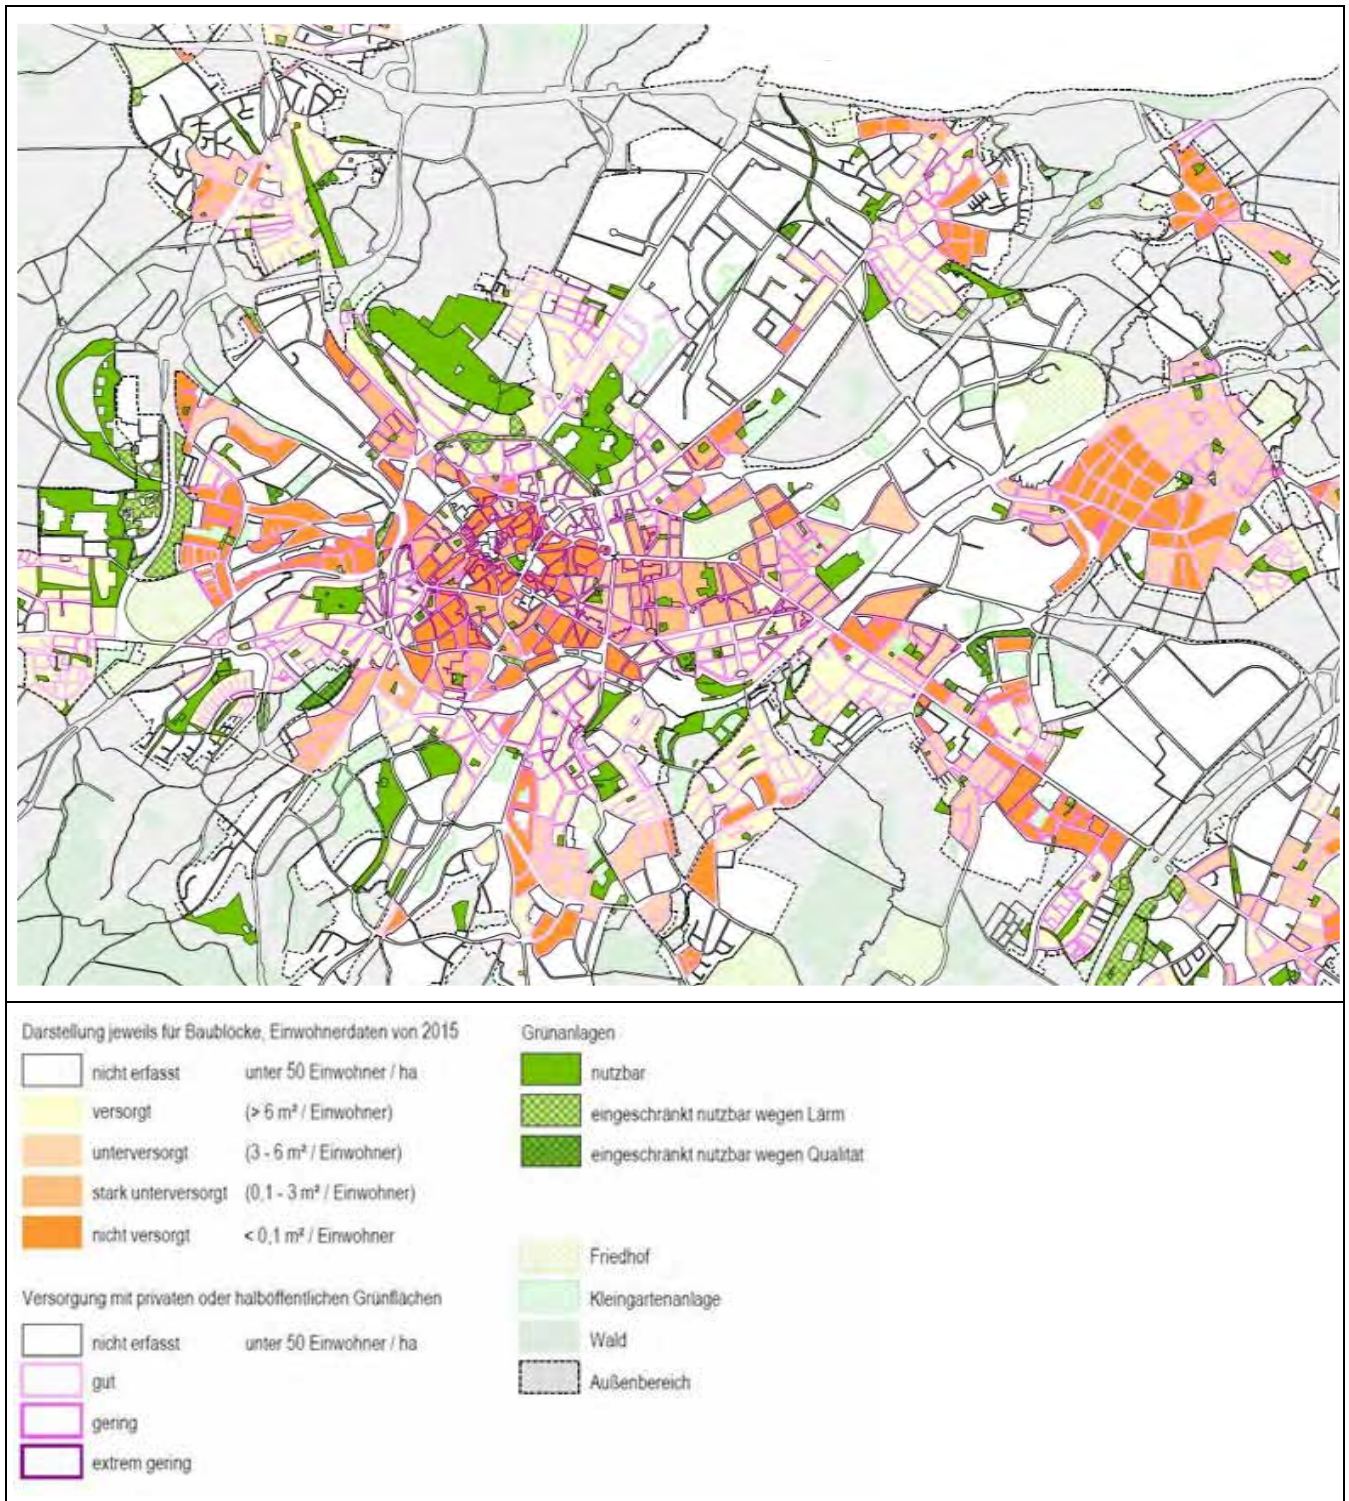 Darstellung jeweils für Baublöcke, Einwohnerdaten von 2015
nicht erfasst unter 50 Einwohner / ha
versorgt (> 6 m² / Einwohner)
unterversorgt (3 - 6 m² / Einwohner)
stark unterversorgt (0,1 - 3 m² / Einwohner)
nicht versorgt < 0,1 m² / Einwohner
Versorgung mit privaten oder halböffentlichen Grünflächen
nicht erfasst unter 50 Einwohner / ha
gut
gering
extrem gering
Grünanlagen
nutzbar
eingeschränkt nutzbar wegen Lärm
eingeschränkt nutzbar wegen Qualität
Friedhof
Kleingartenanlage
Wald
Außenbereich